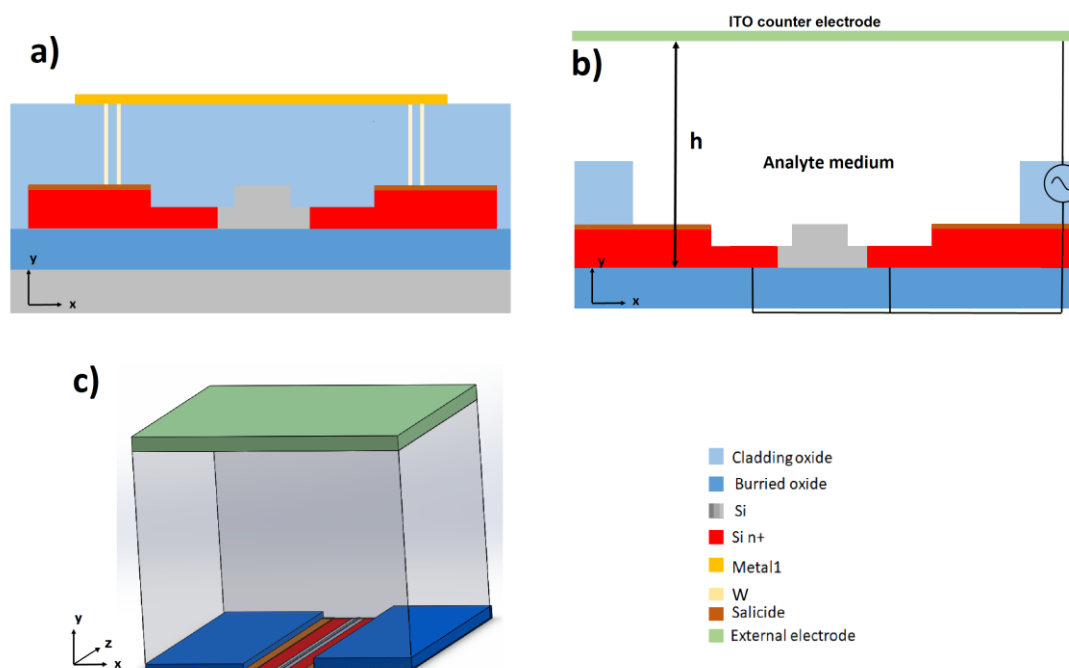 ITO counter electrode
a)
b)
h
Analyte medium
y
x
y
x
c)
y
z
x
Cladding oxide
Burried oxide
Si
Si n+
Metal1
W
Salicide
External electrode